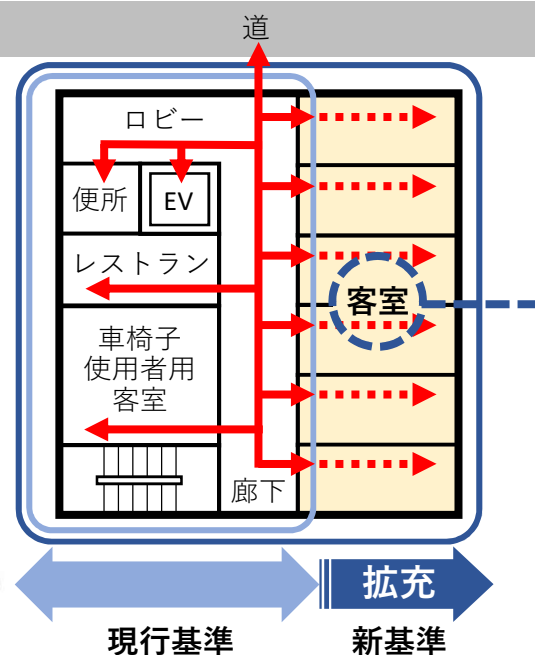 道
ロビー
便所
EV
レストラン
客室
車椅子
使用者用
客室
廊下
拡充
現行基準
新基準